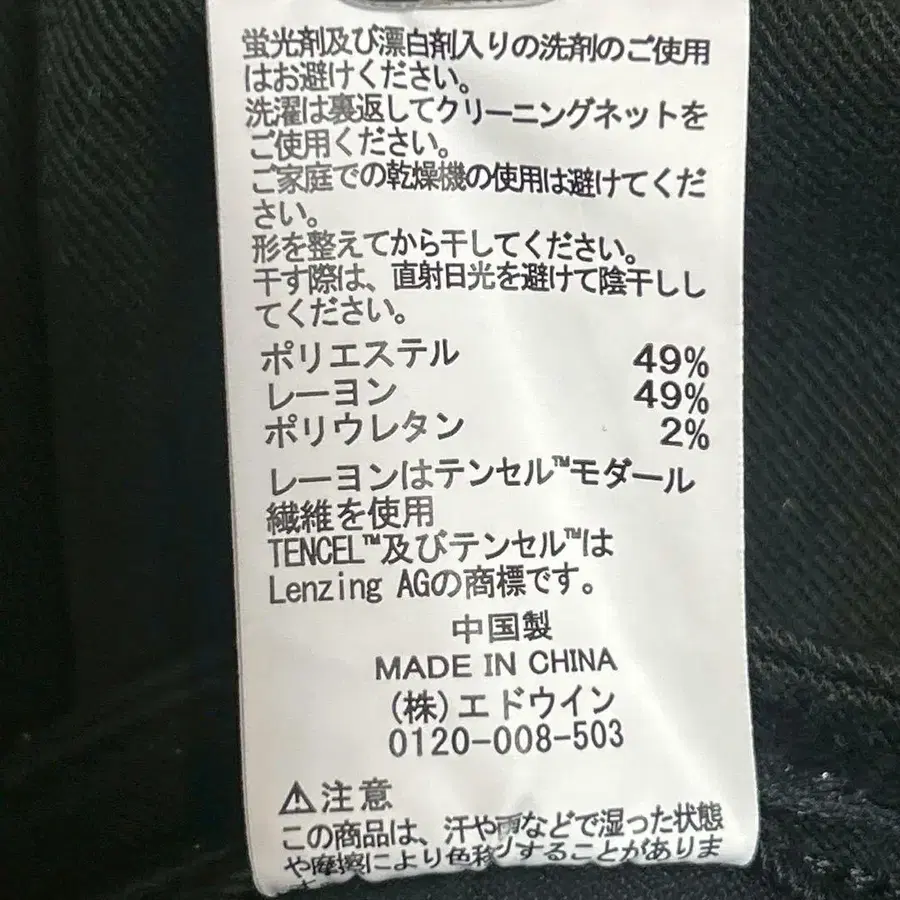 蛍光剤及び漂白剤入りの洗剤のご使用
はお避けください。
洗濯は裏返してクリーニングネットを
ご使用ください。
ご家庭での乾燥機の使用は避けてくだ
さい。
形を整えてから干してください。
干す際は、直射日光を避けて陰干しし
てください。
ポリエステル 49%
レーヨン 49%
ポリウレタン 2%
レーヨンはテンセル™モダール
繊維を使用
TENCEL™及びテンセル™は
Lenzing AGの商標です。
中国製
MADE IN CHINA
(株)エドウイン
0120-008-503
⚠注意
この商品は、汗や雨などで湿った状態
や摩擦により色移りすることがありま